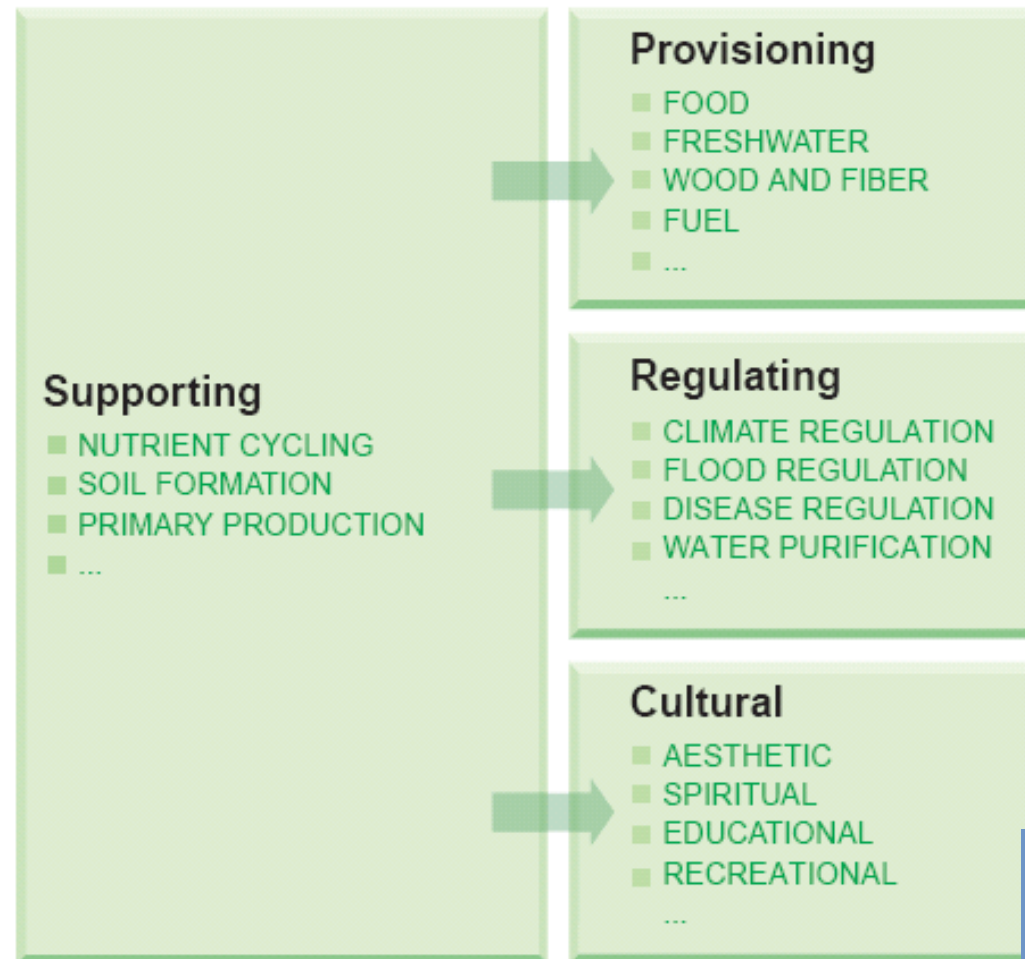 Supporting
NUTRIENT CYCLING
SOIL FORMATION
PRIMARY PRODUCTION
...
Provisioning
FOOD
FRESHWATER
WOOD AND FIBER
FUEL
...
Regulating
CLIMATE REGULATION
FLOOD REGULATION
DISEASE REGULATION
WATER PURIFICATION
...
Cultural
AESTHETIC
SPIRITUAL
EDUCATIONAL
RECREATIONAL
...